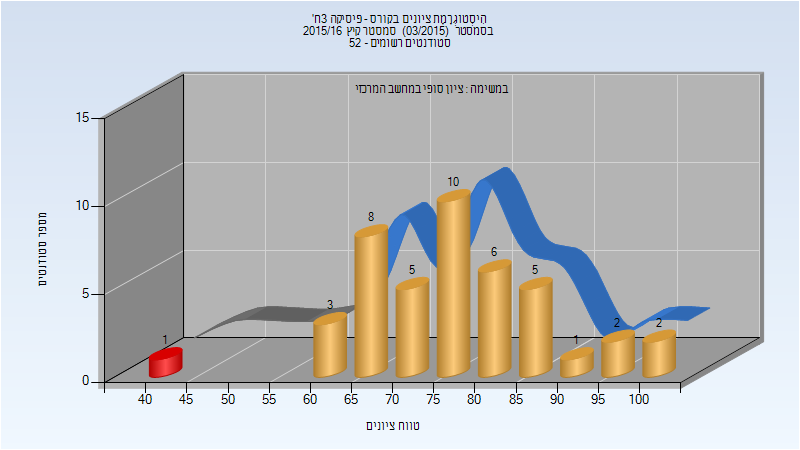 היסטוגרמת ציונים בקורס - פיסיקה 3ח'
בסמסטר (03/2015) סמסטר קיץ 2015/16
סטודנטים רשומים - 52
במשימה : ציון סופי במחשב המרכזי
מספר סטודנטים
15
10
5
0
1
3
8
5
10
6
5
1
2
2
40 45 50 55 60 65 70 75 80 85 90 95 100
טווח ציונים